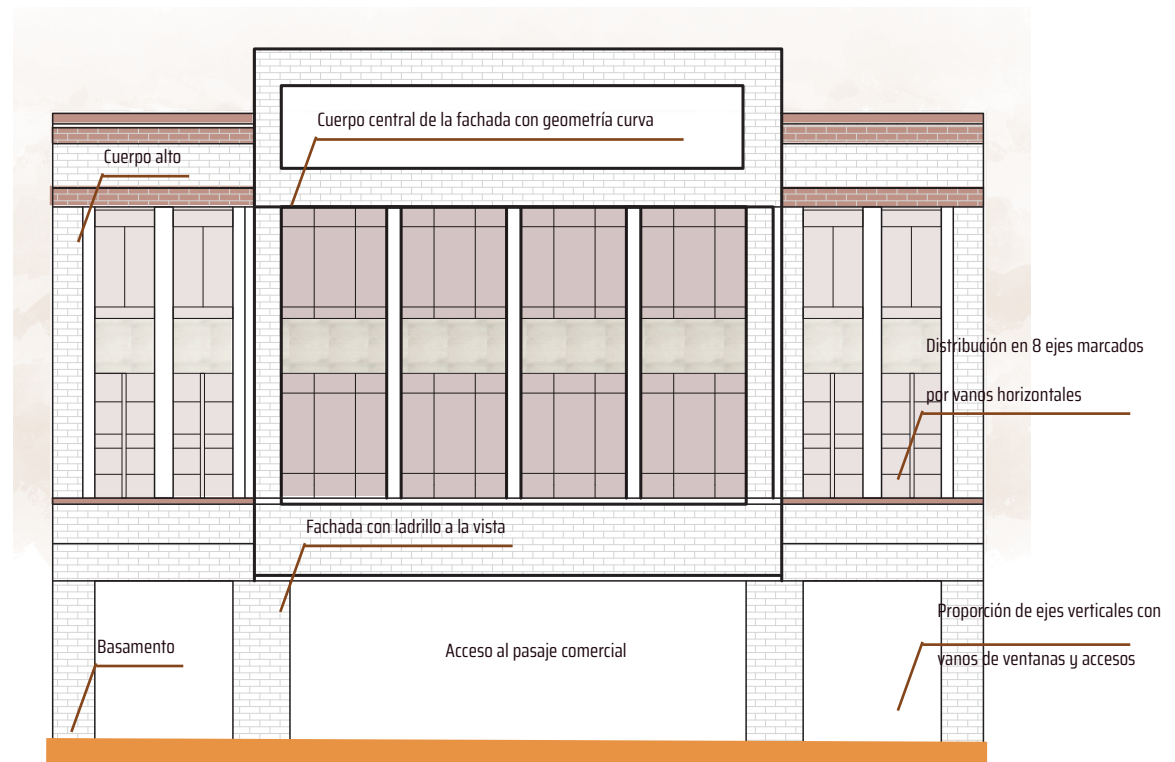 Cuerpo central de la fachada con geometría curva
Cuerpo alto
Distribución en 8 ejes marcados
por vanos horizontales
Fachada con ladrillo a la vista
Proporción de ejes verticales con
vanos de ventanas y accesos
Basamento
Acceso al pasaje comercial